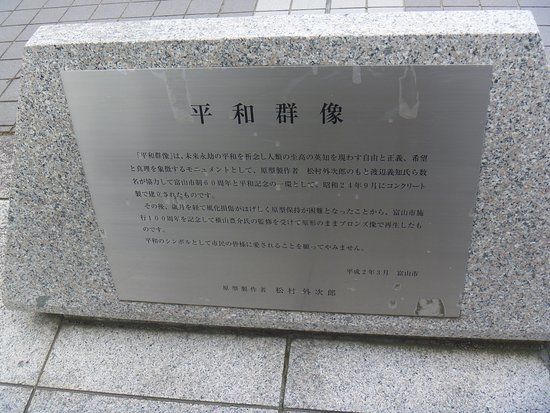 平和群像
「平和群像」は、未来永劫の平和を祈念し人類の至高の英知を現わす自由と正義、希望
と真理を象徴するモニュメントとして、原型製作者 松村外次郎のもと渡辺義知氏ら数
名が協力して富山市制60周年と平和記念の一環として、昭和24年9月にコンクリート
製で建立されたものです。
その後、歳月を経て風化損傷がはげしく原型保持が困難となったことから、富山市施
行100周年を記念して横山豊介氏の監修を受けて原形のままブロンズ像で再生したも
のです。
平和のシンボルとして市民の皆様に愛されることを願ってやみません。
平成2年3月 富山市
原型製作者 松村外次郎